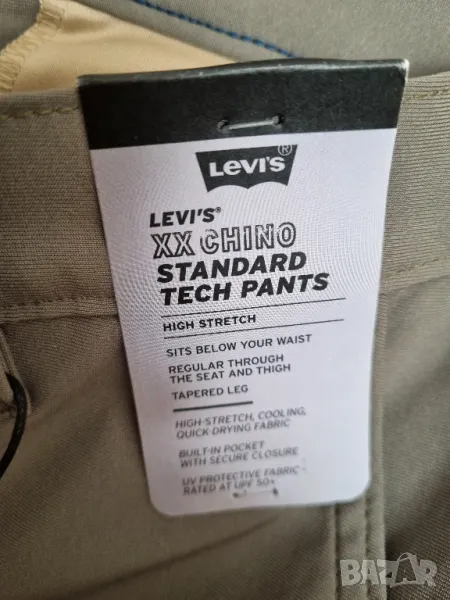 LEVI'S®
LEVI'S®
XX CHINO
STANDARD
TECH PANTS
HIGH STRETCH
SITS BELOW YOUR WAIST
REGULAR THROUGH
THE SEAT AND THIGH
TAPERED LEG
HIGH-STRETCH, COOLING,
QUICK-DRYING FABRIC
BUILT-IN POCKET
WITH SECURE CLOSURE
UV PROTECTIVE FABRIC
RATED AT UPF 50+
BAZAR